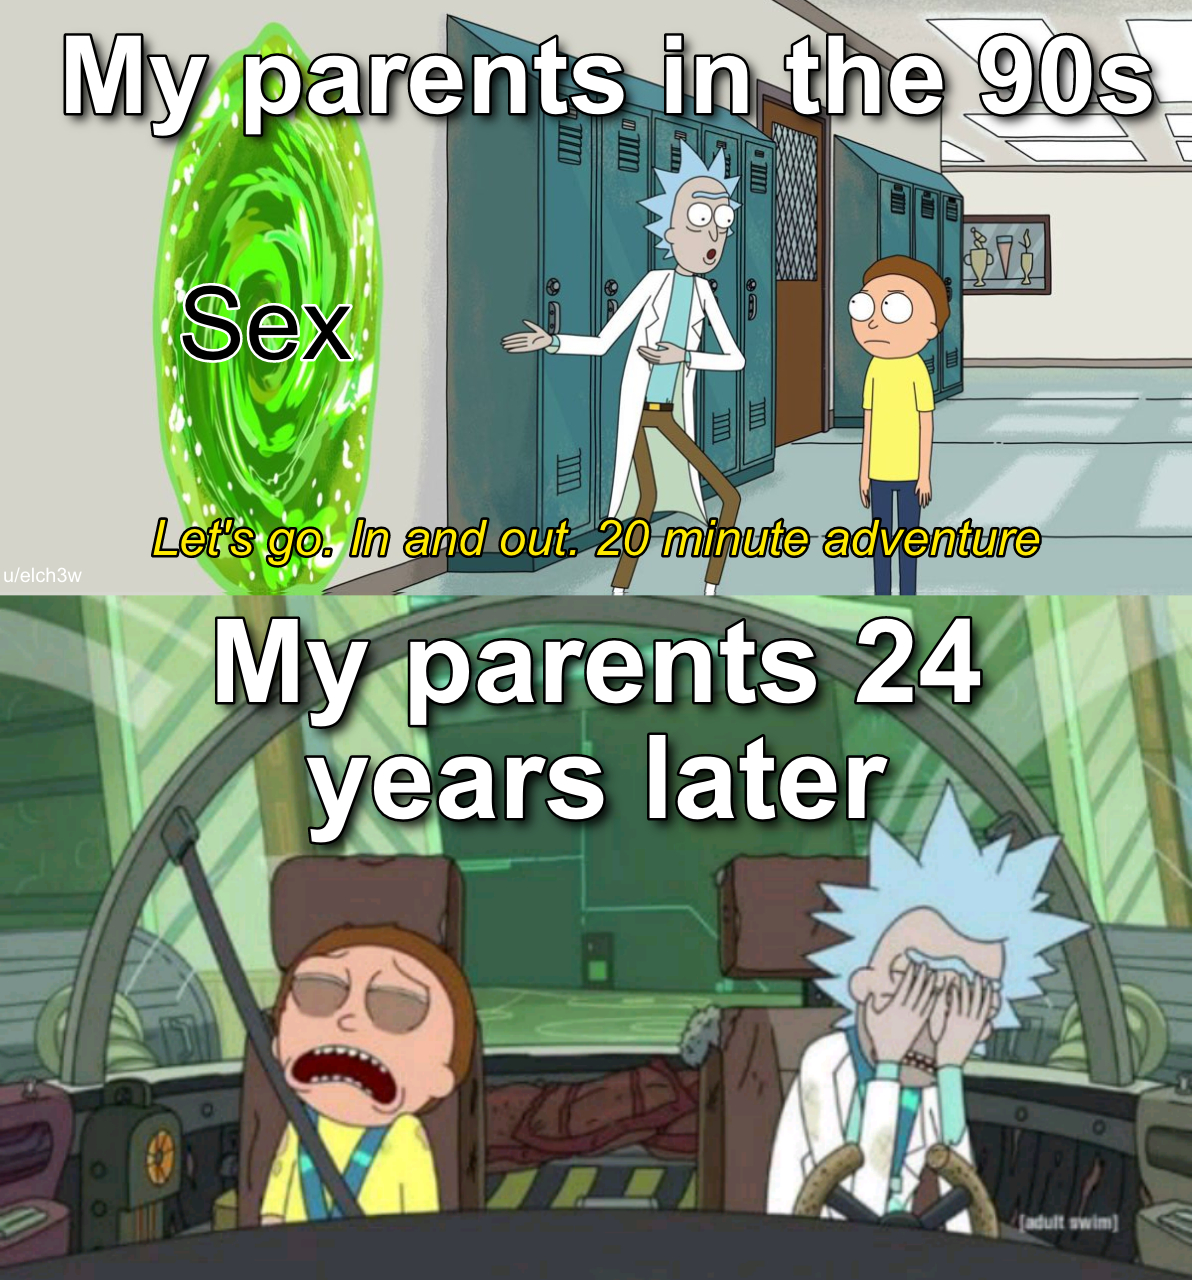 My parents in the 90s
Sex
Let's go. In and out. 20 minute adventure
u/elch3w
My parents 24
years later
[adult swim]